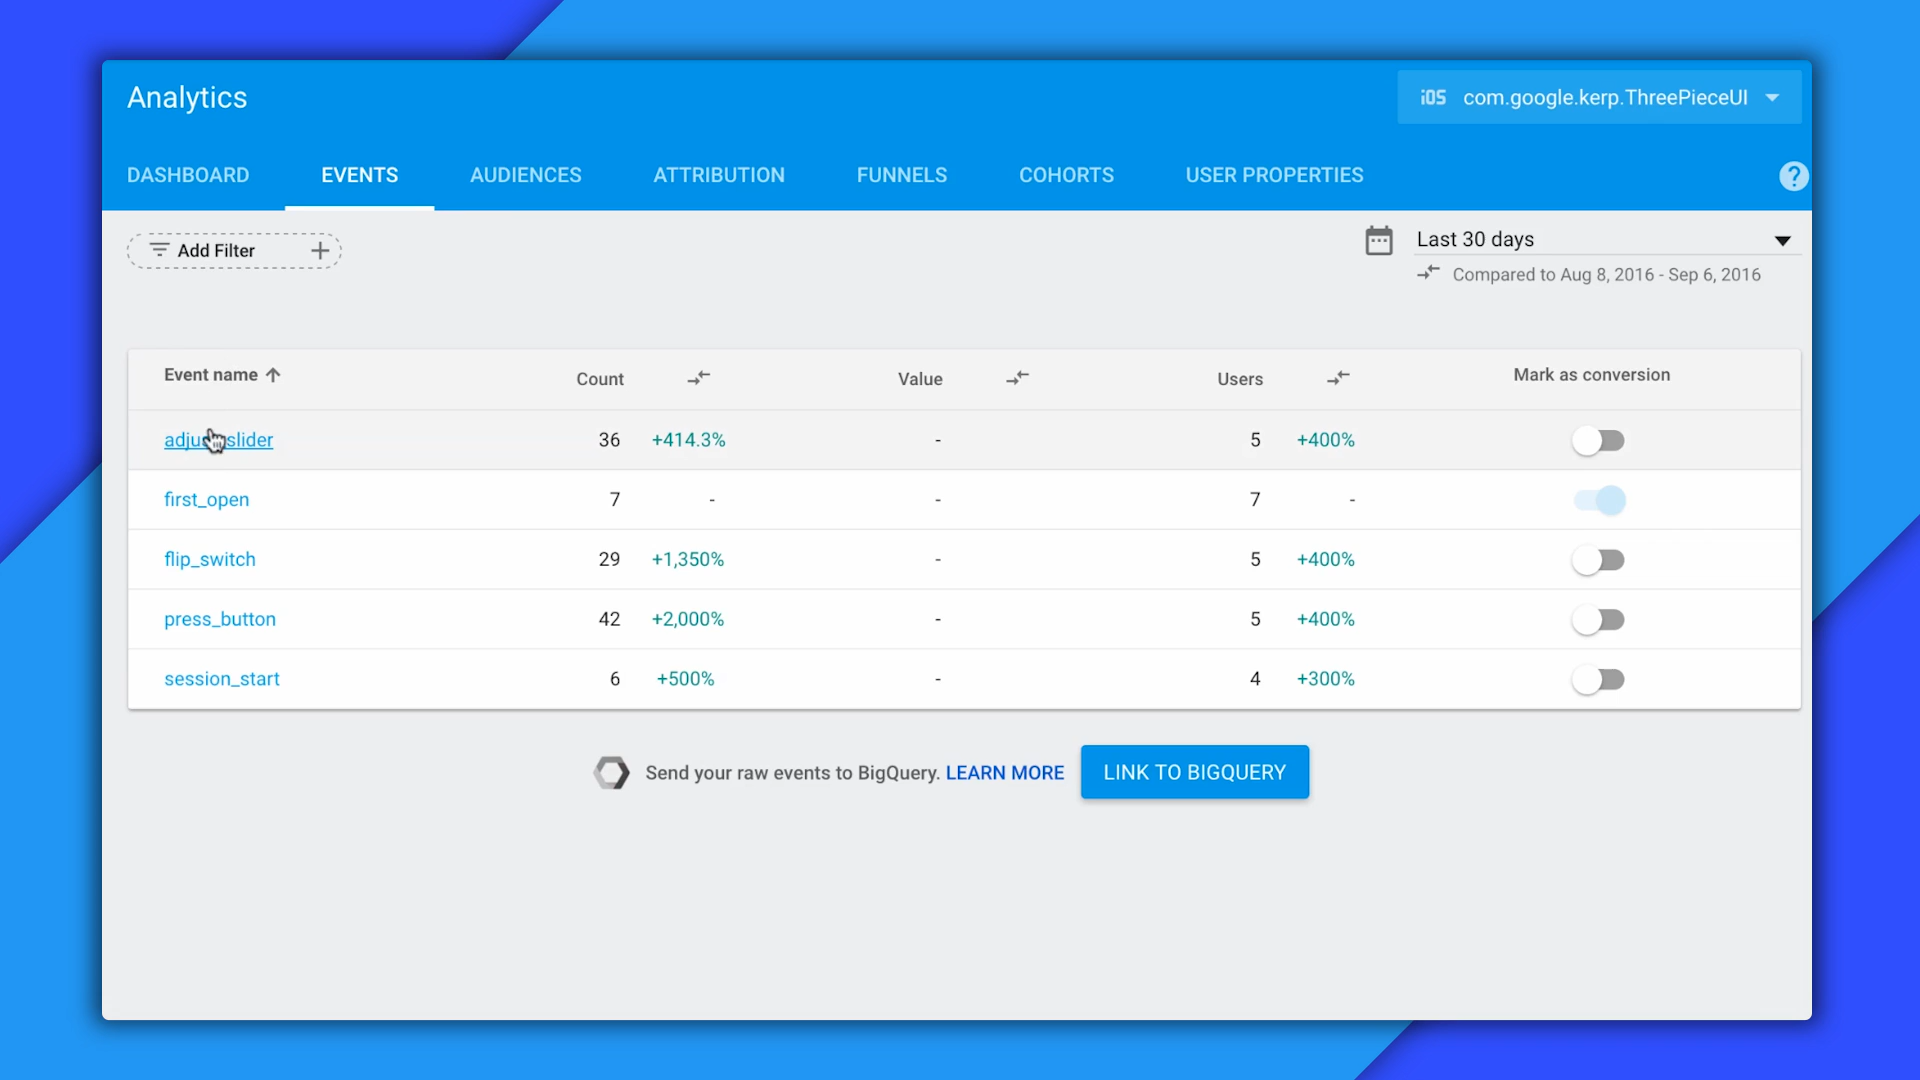 Analytics
iOS com.google.kerp.ThreePieceUI
DASHBOARD EVENTS AUDIENCES ATTRIBUTION FUNNELS COHORTS USER PROPERTIES ?
Add Filter +
Last 30 days
Compared to Aug 8, 2016 - Sep 6, 2016
Event name Count Value Users Mark as conversion
slider 36 +414.3% - 5 +400%
first_open 7 - - 7 -
flip_switch 29 +1,350% - 5 +400%
press_button 42 +2,000% - 5 +400%
session_start 6 +500% - 4 +300%
Send your raw events to BigQuery. LEARN MORE LINK TO BIGQUERY